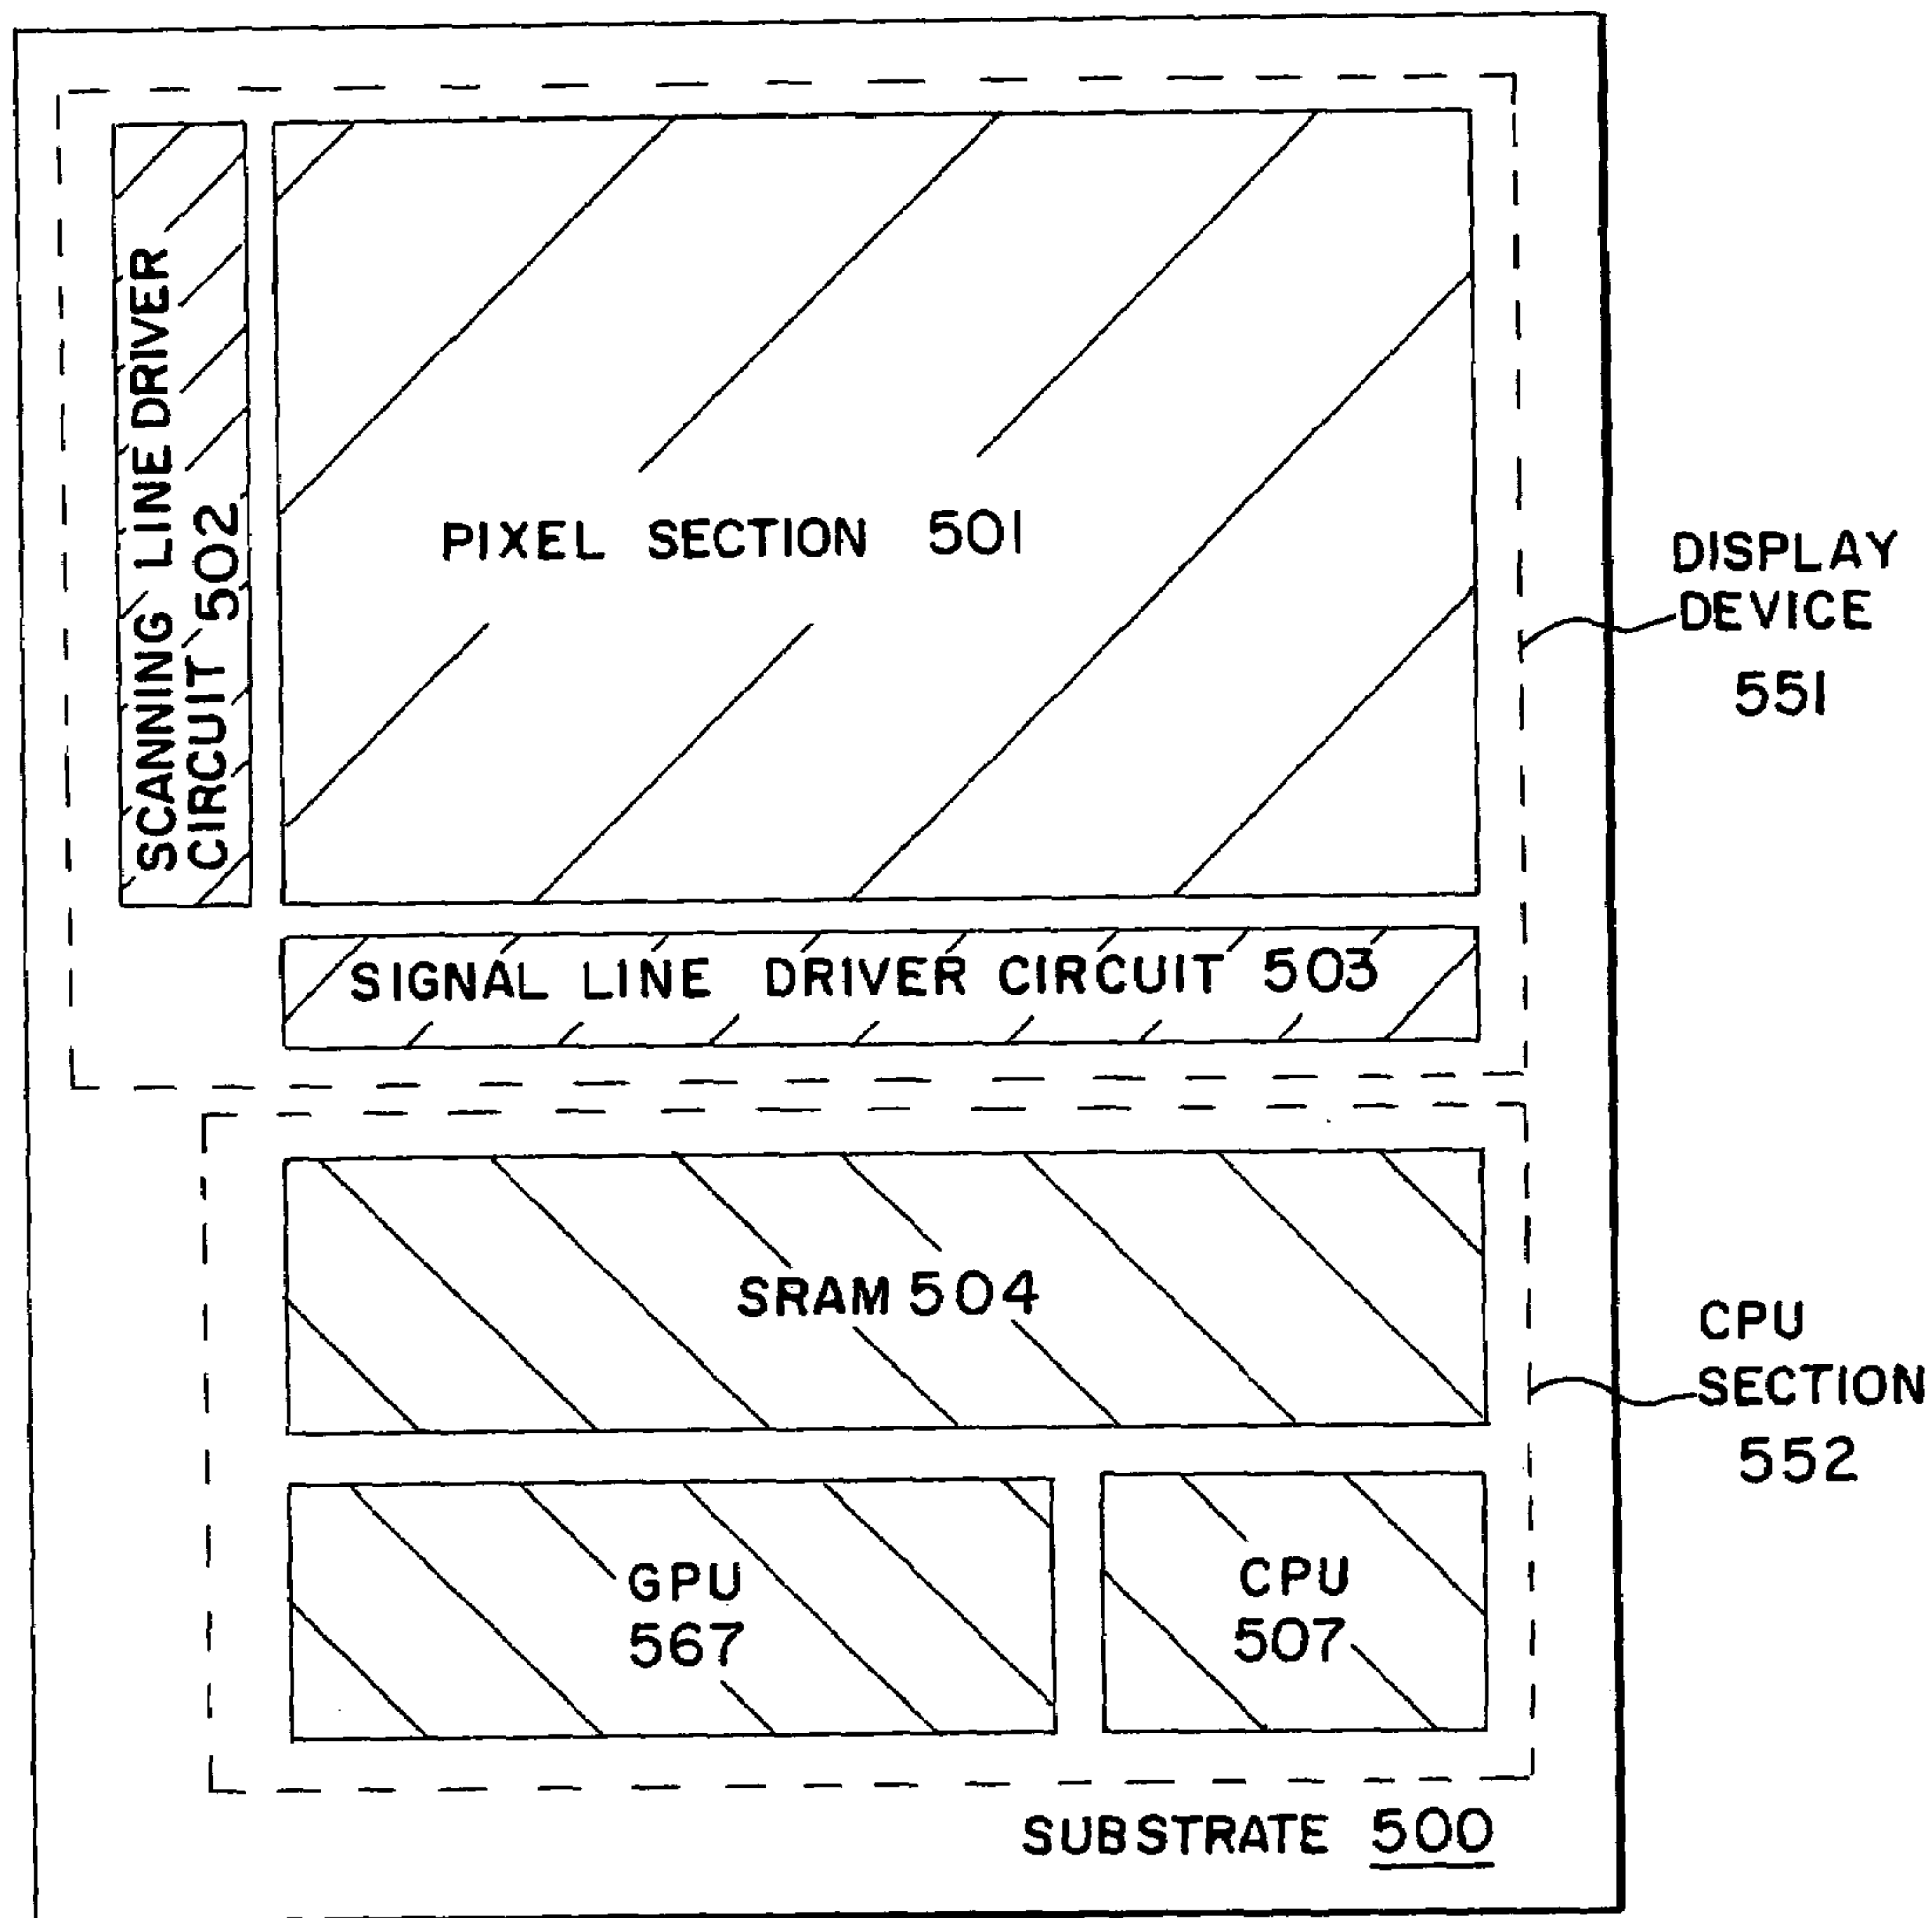 SCANNING LINE DRIVER
CIRCUIT 502
PIXEL SECTION 501
DISPLAY
DEVICE
551
SIGNAL LINE DRIVER CIRCUIT 503
SRAM 504
CPU
SECTION
552
GPU
567
CPU
507
SUBSTRATE 500